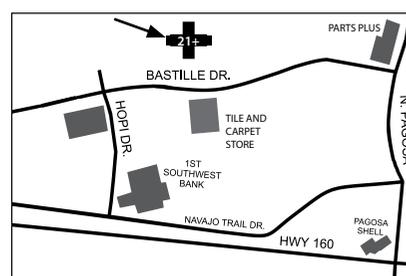 PARTS PLUS
21+
BASTILLE DR.
HOPI DR.
TILE AND
CARPET
STORE
N. PAGOSA
1ST
SOUTHWEST
BANK
NAVAJO TRAIL DR.
PAGOSA
SHELL
HWY 160